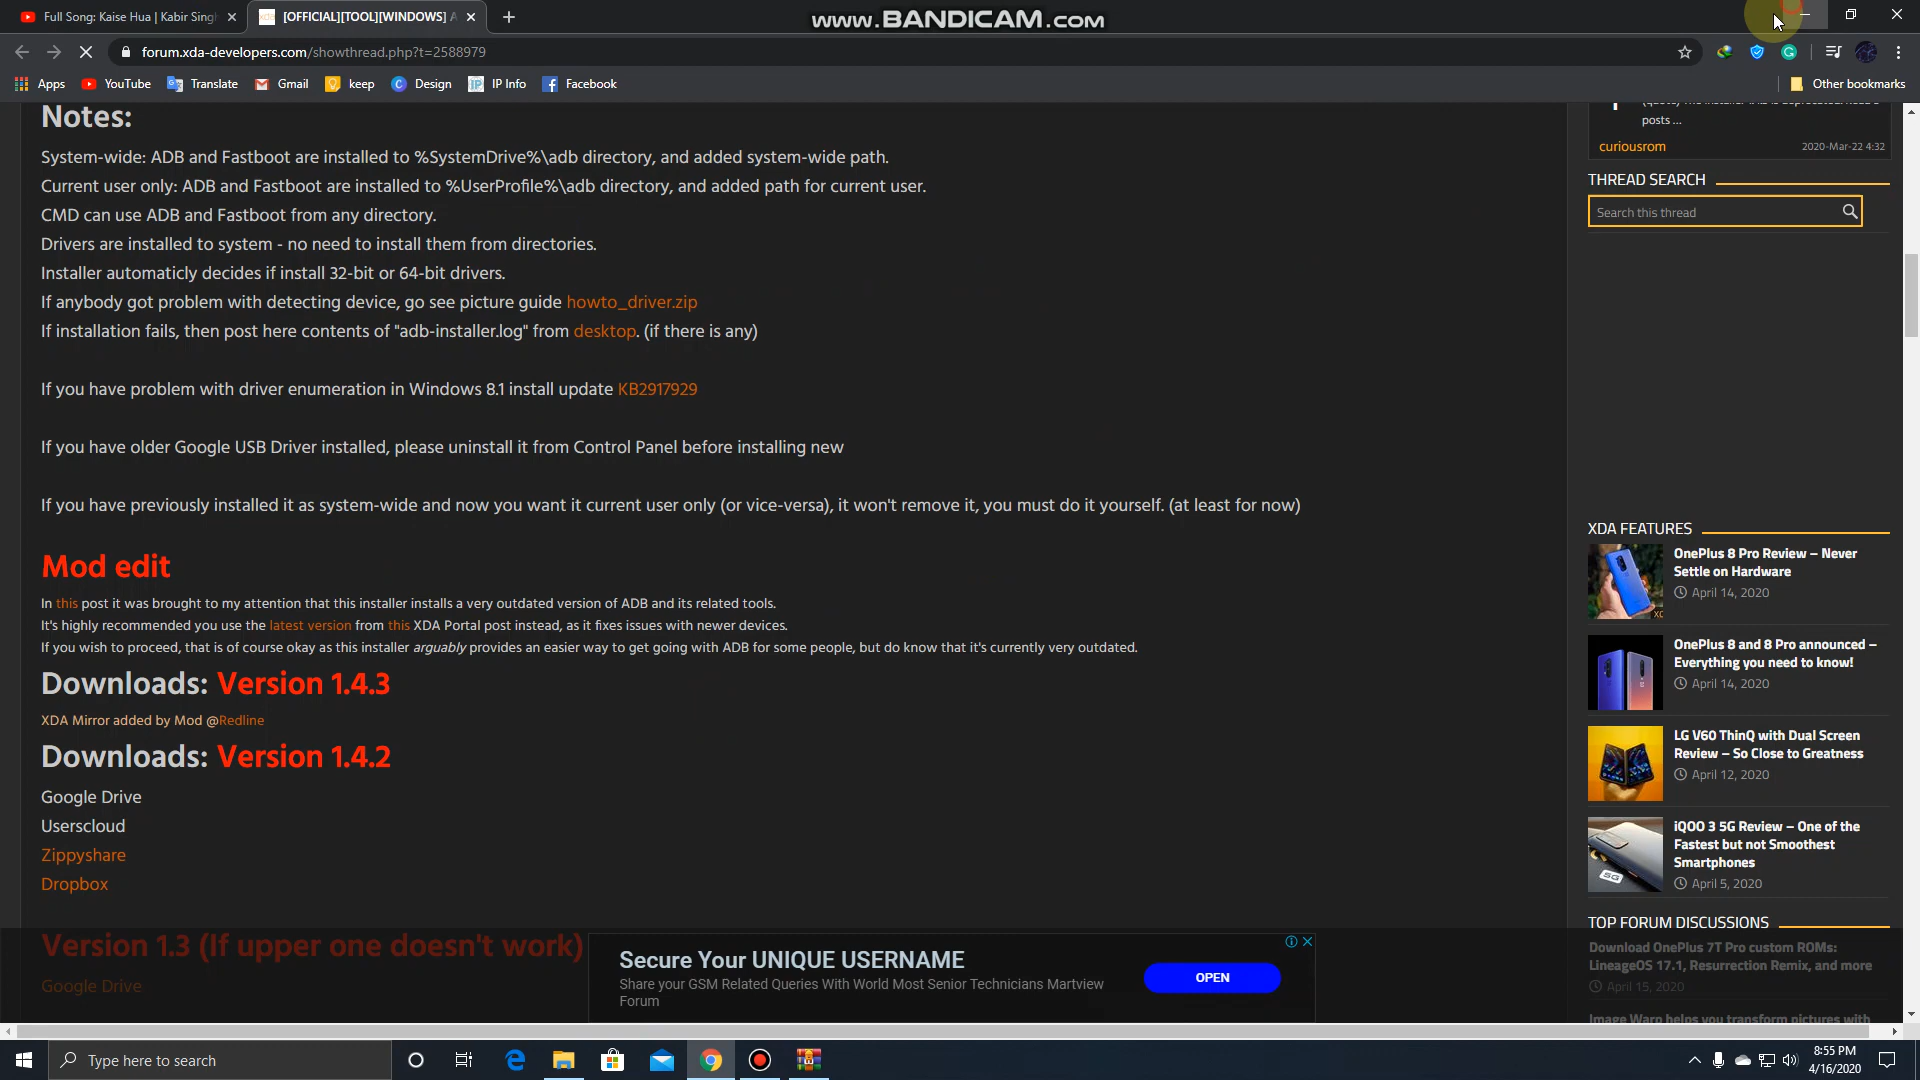 Full Song: Kaise Hua | Kabir Singh
[OFFICIAL][TOOL][WINDOWS] A
www.BANDICAM.com
forum.xda-developers.com/showthread.php?t=2588979
Apps
YouTube
Translate
Gmail
keep
Design
IP Info
Facebook
Other bookmarks
Notes:
System-wide: ADB and Fastboot are installed to %SystemDrive%\adb directory, and added system-wide path.
Current user only: ADB and Fastboot are installed to %UserProfile%\adb directory, and added path for current user.
CMD can use ADB and Fastboot from any directory.
Drivers are installed to system - no need to install them from directories.
Installer automaticly decides if install 32-bit or 64-bit drivers.
If anybody got problem with detecting device, go see picture guide howto_driver.zip
If installation fails, then post here contents of "adb-installer.log" from desktop. (if there is any)
If you have problem with driver enumeration in Windows 8.1 install update KB2917929
If you have older Google USB Driver installed, please uninstall it from Control Panel before installing new
If you have previously installed it as system-wide and now you want it current user only (or vice-versa), it won't remove it, you must do it yourself. (at least for now)
Mod edit
In this post it was brought to my attention that this installer installs a very outdated version of ADB and its related tools.
It's highly recommended you use the latest version from this XDA Portal post instead, as it fixes issues with newer devices.
If you wish to proceed, that is of course okay as this installer arguably provides an easier way to get going with ADB for some people, but do know that it's currently very outdated.
Downloads: Version 1.4.3
XDA Mirror added by Mod @Redline
Downloads: Version 1.4.2
Google Drive
Userscloud
Zippyshare
Dropbox
Version 1.3 (If upper one doesn't work)
Google Drive
posts ...
curiousrom
2020-Mar-22 4:32
THREAD SEARCH
Search this thread
XDA FEATURES
OnePlus 8 Pro Review – Never
Settle on Hardware
April 14, 2020
OnePlus 8 and 8 Pro announced –
Everything you need to know!
April 14, 2020
LG V60 ThinQ with Dual Screen
Review – So Close to Greatness
April 12, 2020
iQOO 3 5G Review – One of the
Fastest but not Smoothest
Smartphones
April 5, 2020
TOP FORUM DISCUSSIONS
Download OnePlus 7T Pro custom ROMs:
LineageOS 17.1, Resurrection Remix, and more
April 15, 2020
Image Warp helps you transform pictures with
Secure Your UNIQUE USERNAME
Share your GSM Related Queries With World Most Senior Technicians Martview
Forum
OPEN
Type here to search
8:55 PM
4/16/2020